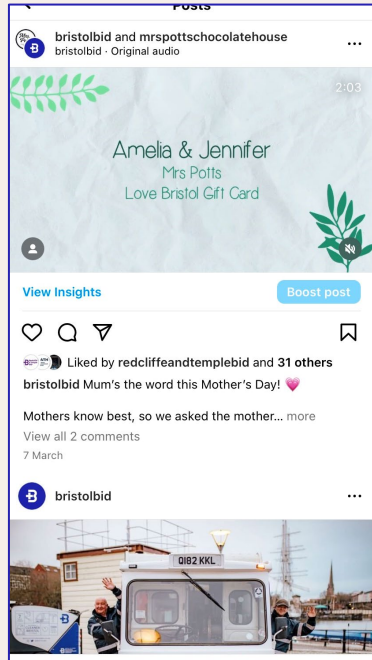 Posts
bristolbid and mrspottschocolatehouse
bristolbid · Original audio
2:03
Amelia & Jennifer
Mrs Potts
Love Bristol Gift Card
View Insights
Boost post
Liked by redcliffeandtemplebid and 31 others
bristolbid Mum's the word this Mother's Day! 💗
Mothers know best, so we asked the mother... more
View all 2 comments
7 March
bristolbid
Q182 KKL